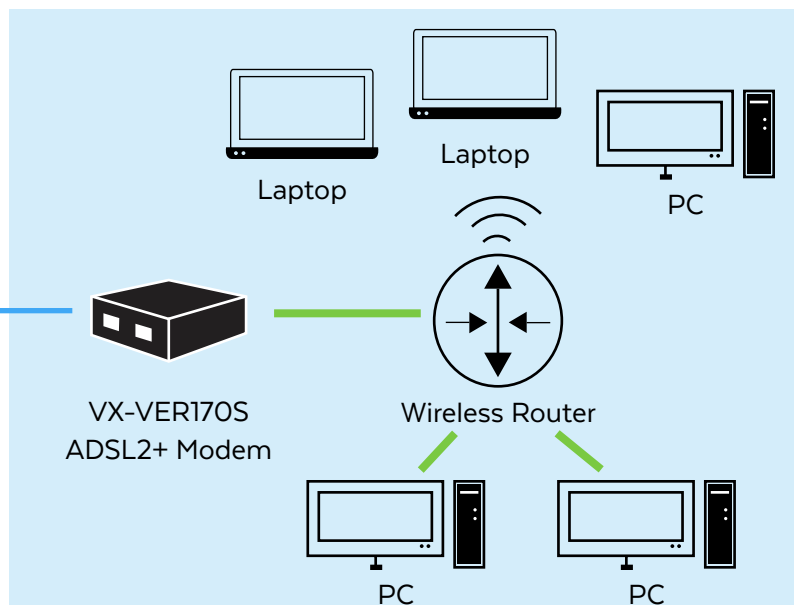 Laptop
Laptop
PC
VX-VER170S
ADSL2+ Modem
Wireless Router
PC
PC